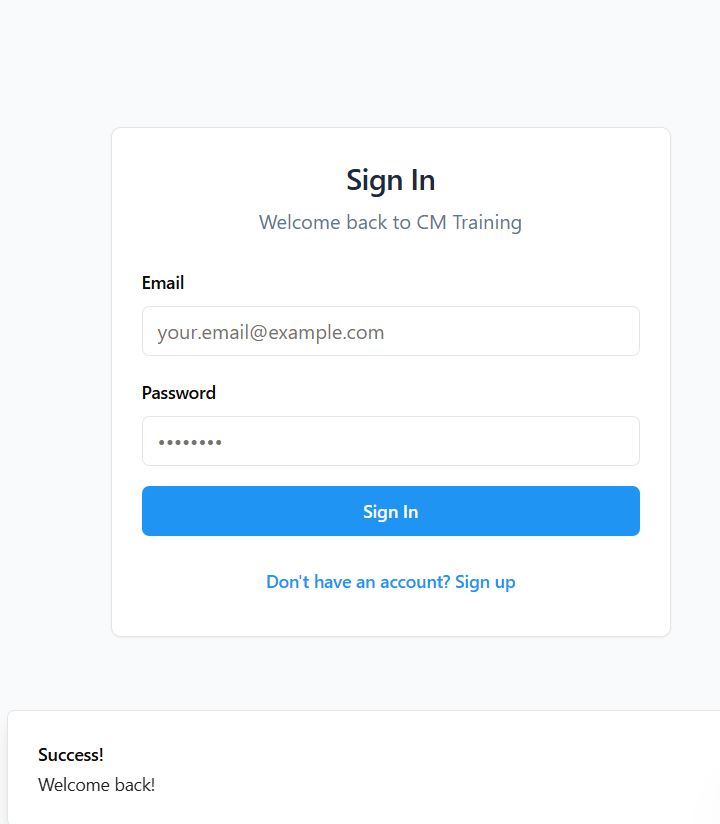 Sign In
Welcome back to CM Training
Email
your.email@example.com
Password
••••••••
Sign In
Don't have an account? Sign up
Success!
Welcome back!